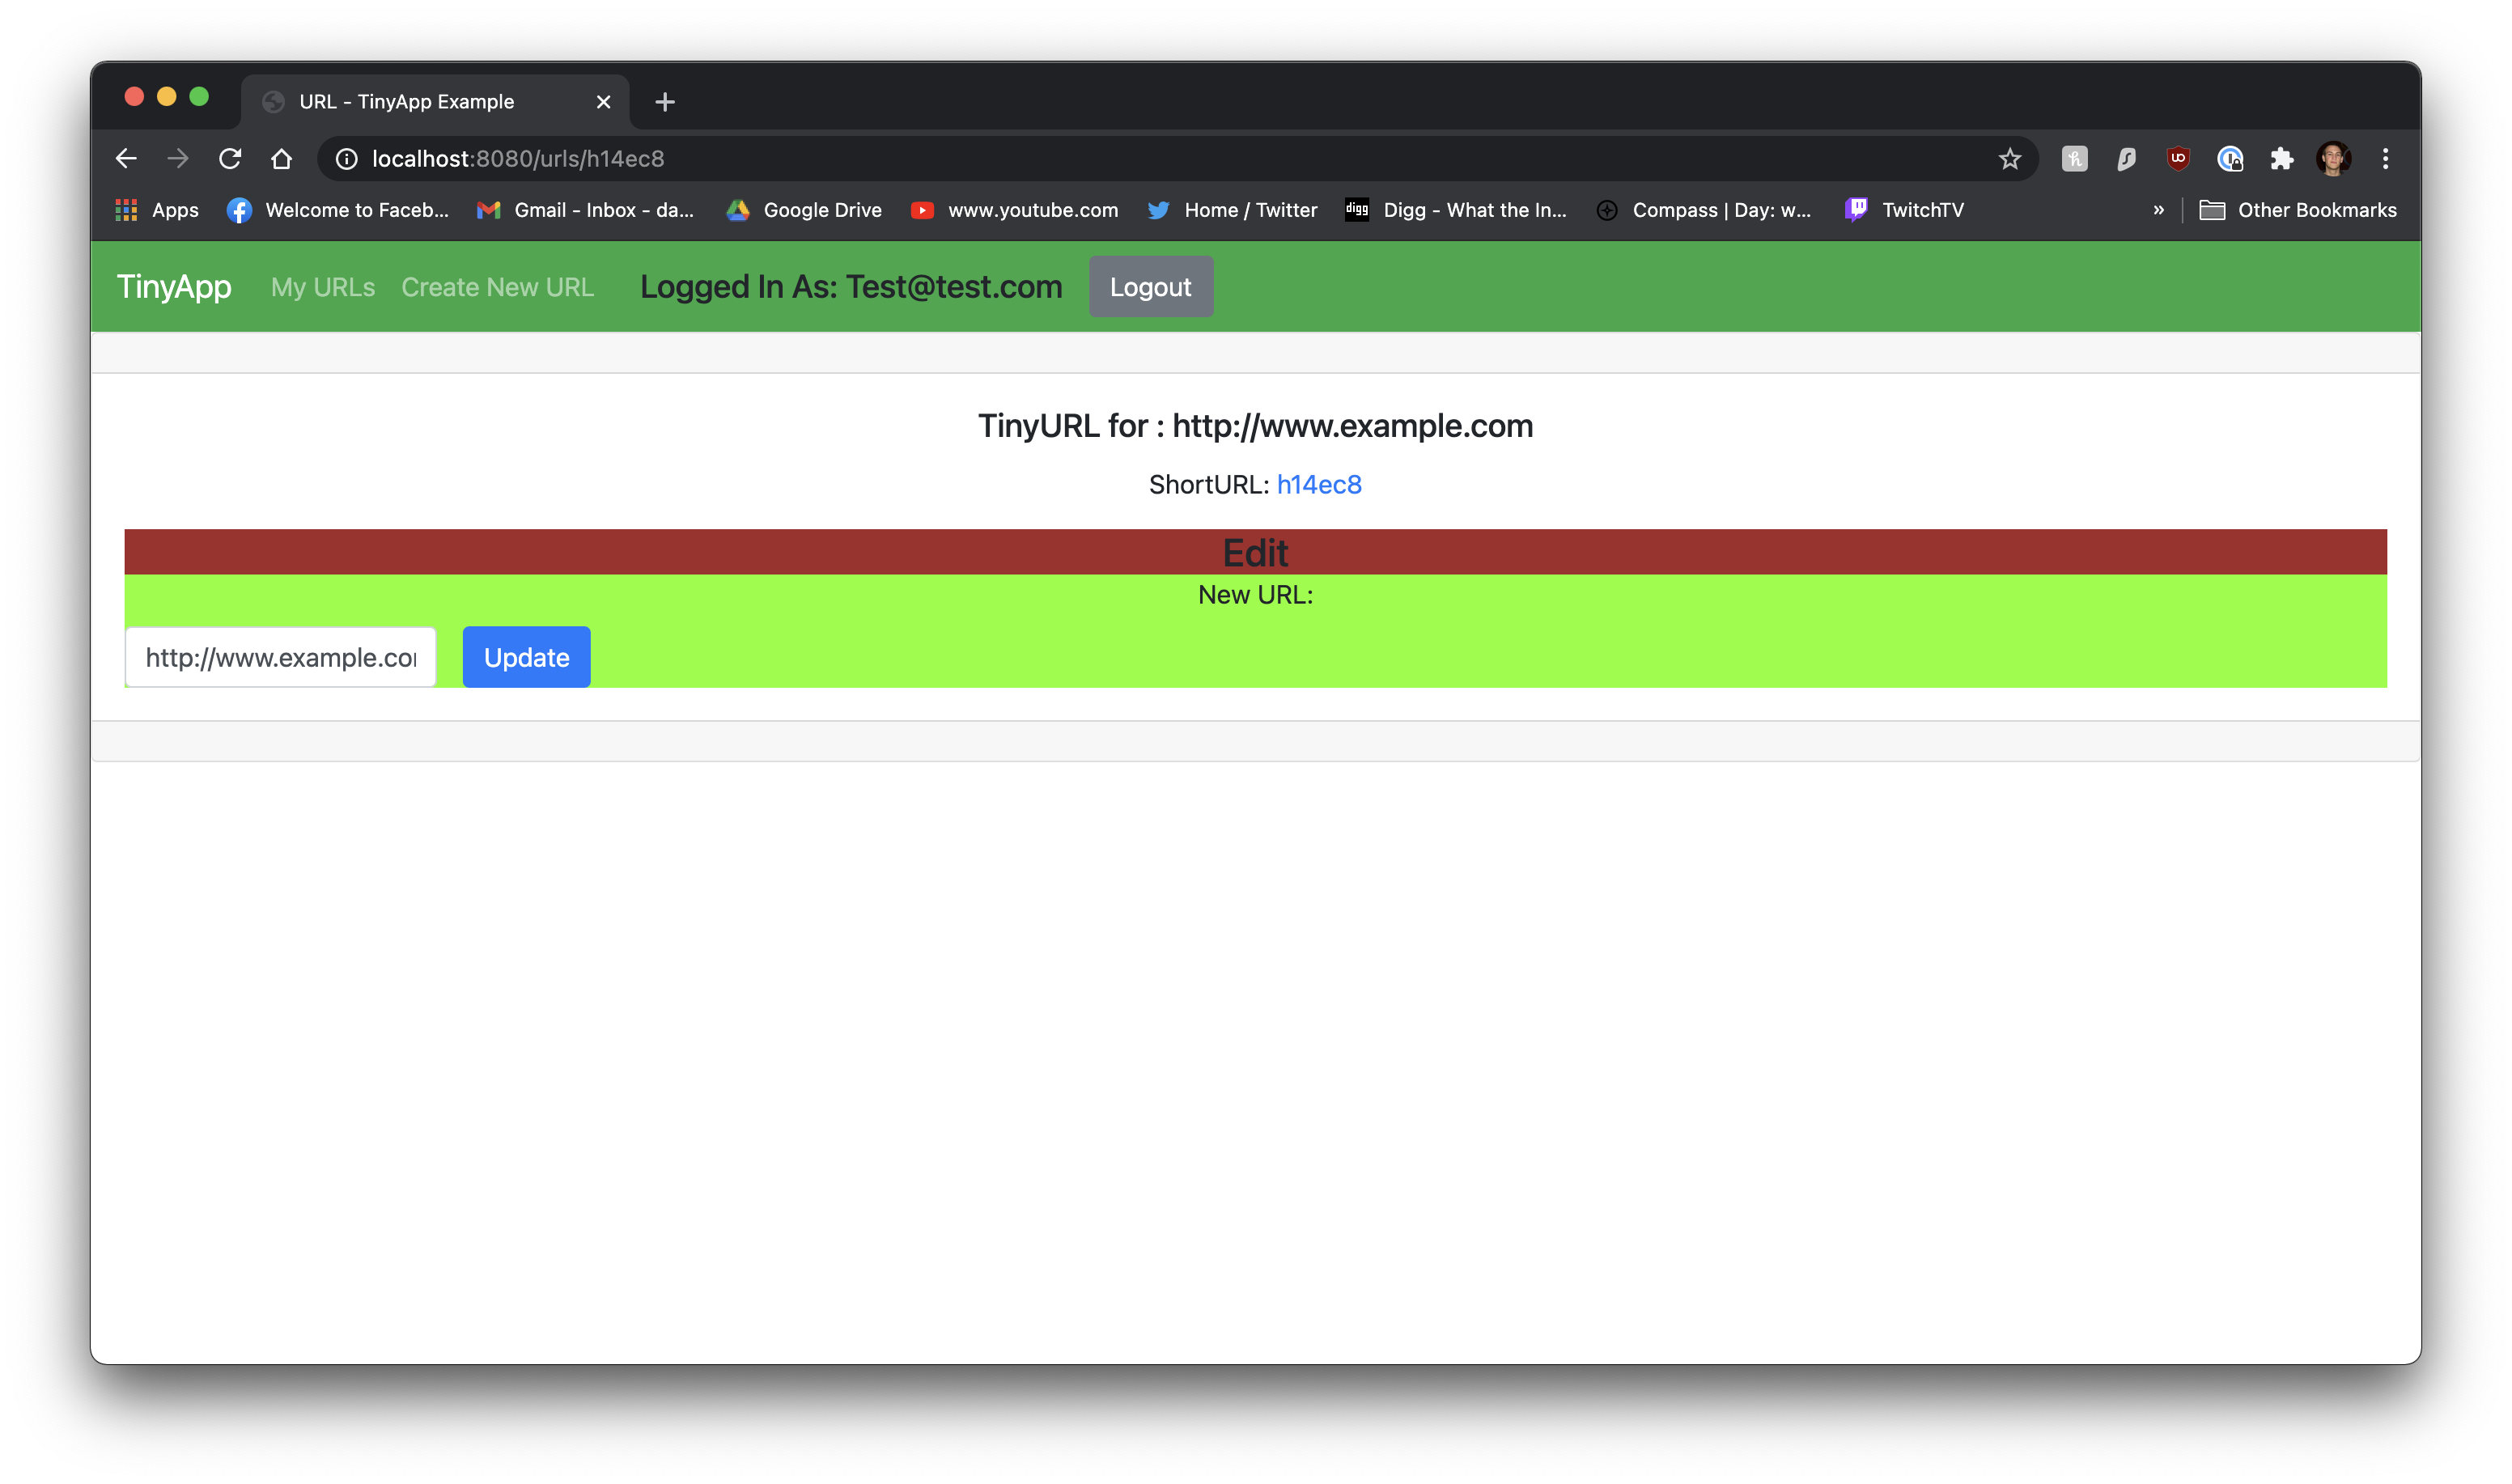 URL - TinyApp Example
localhost:8080/urls/h14ec8
Apps Welcome to Faceb... Gmail - Inbox - da... Google Drive www.youtube.com Home / Twitter digg Digg - What the In... Compass | Day: w... TwitchTV » Other Bookmarks
TinyApp My URLs Create New URL Logged In As: Test@test.com Logout
TinyURL for : http://www.example.com
ShortURL: h14ec8
Edit
New URL:
http://www.example.co Update